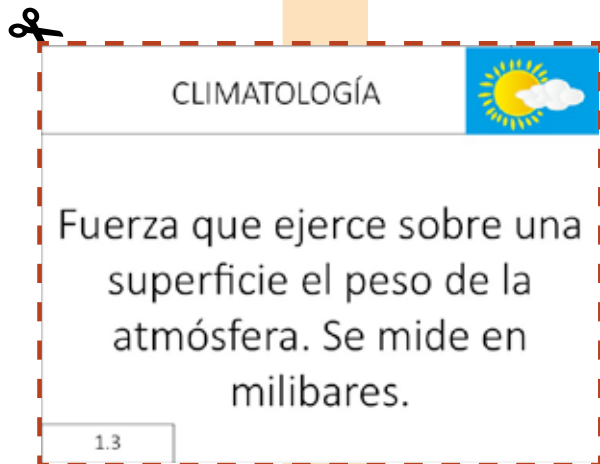 CLIMATOLOGÍA
Fuerza que ejerce sobre una
superficie el peso de la
atmósfera. Se mide en
milibares.
1.3